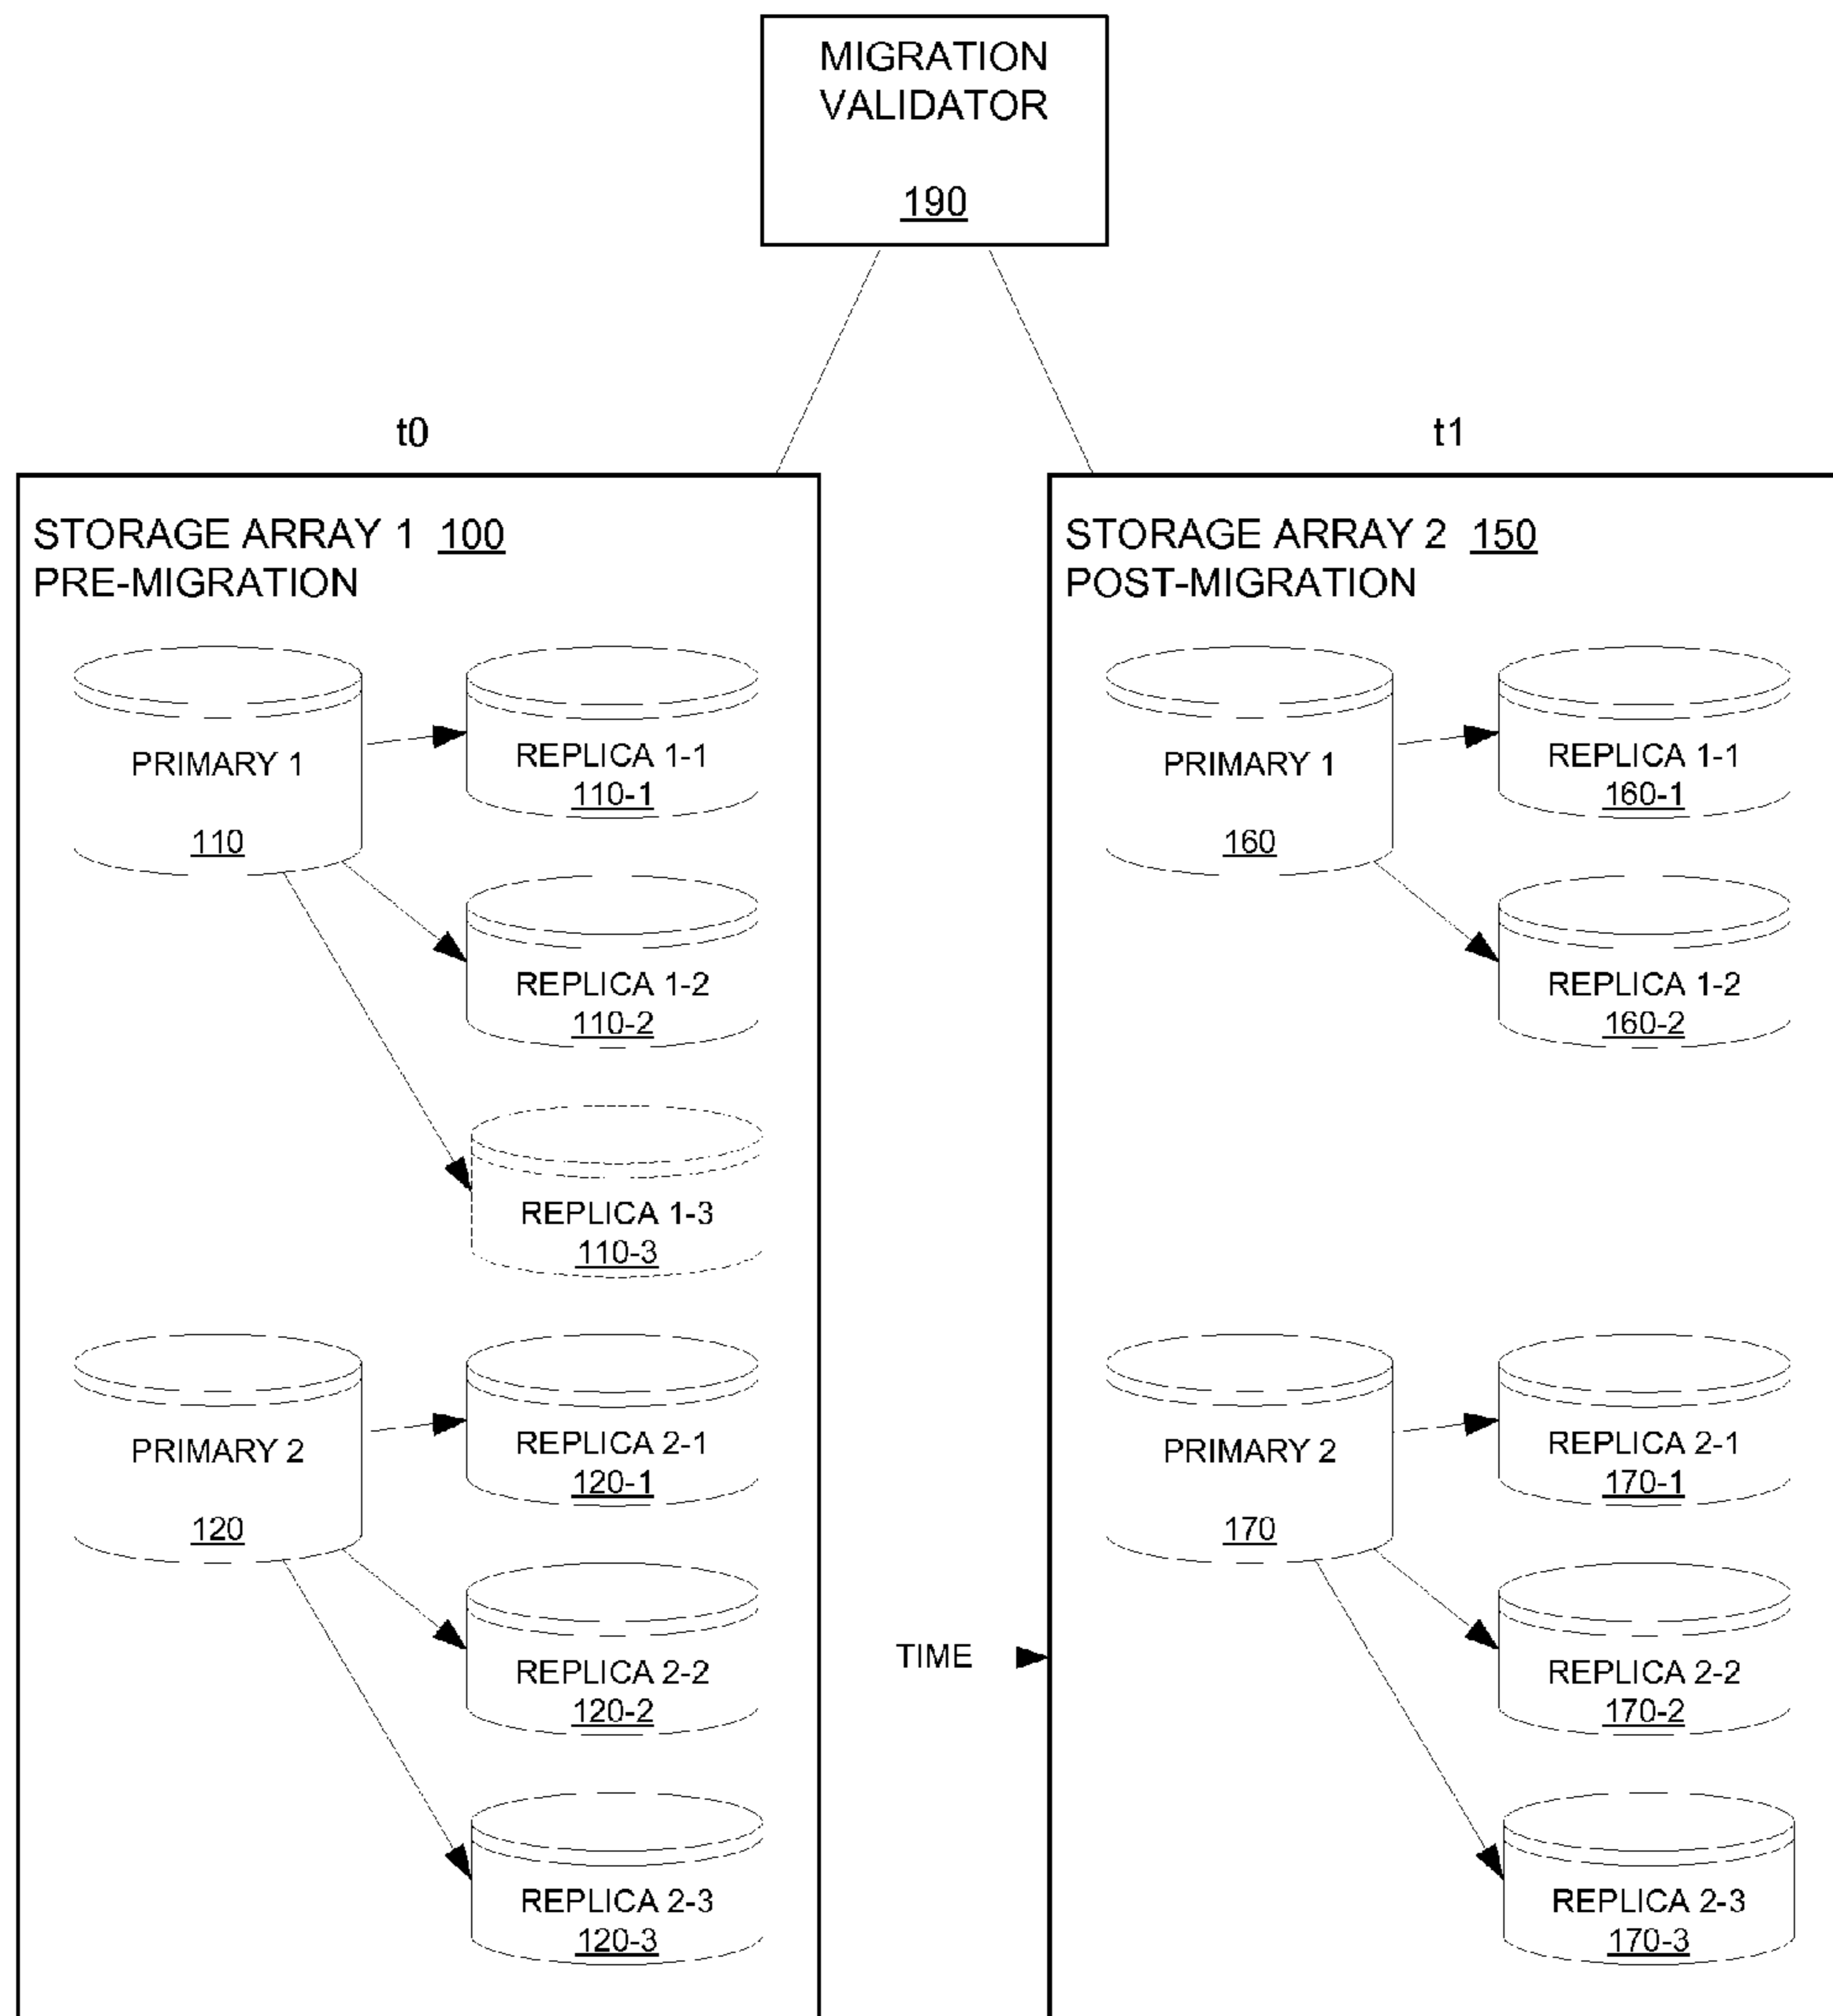 MIGRATION
VALIDATOR
190
t0
STORAGE ARRAY 1 100
PRE-MIGRATION
PRIMARY 1
110
REPLICA 1-1
110-1
REPLICA 1-2
110-2
REPLICA 1-3
110-3
PRIMARY 2
120
REPLICA 2-1
120-1
REPLICA 2-2
120-2
REPLICA 2-3
120-3
TIME
t1
STORAGE ARRAY 2 150
POST-MIGRATION
PRIMARY 1
160
REPLICA 1-1
160-1
REPLICA 1-2
160-2
PRIMARY 2
170
REPLICA 2-1
170-1
REPLICA 2-2
170-2
REPLICA 2-3
170-3